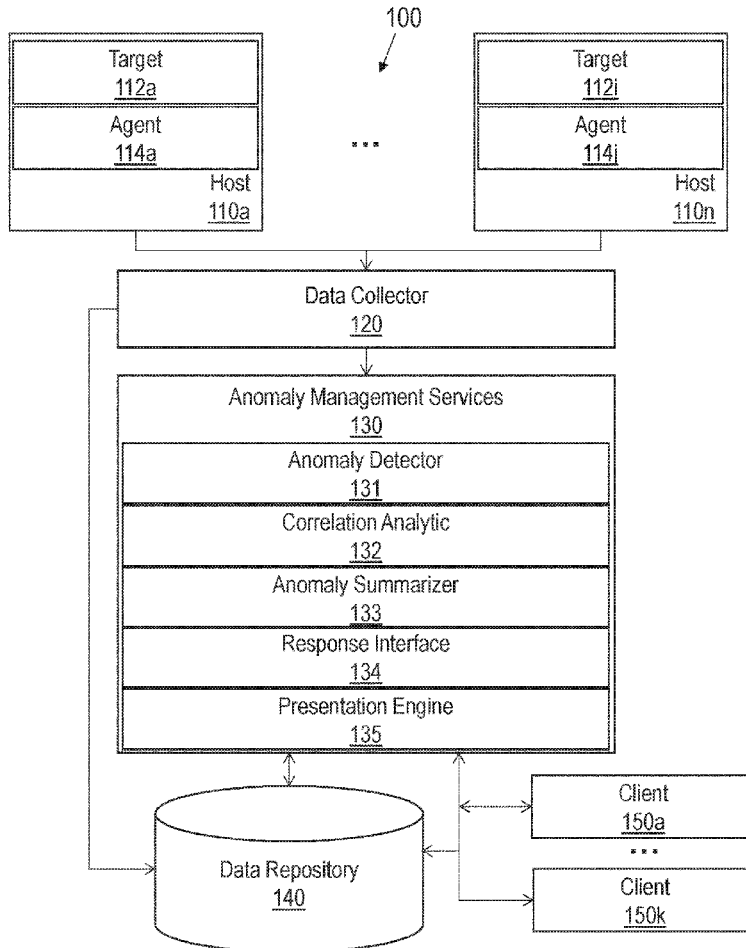 100
Target
112a
Agent
114a
Host
110a
...
Target
112i
Agent
114j
Host
110n
Data Collector
120
Anomaly Management Services
130
Anomaly Detector
131
Correlation Analytic
132
Anomaly Summarizer
133
Response Interface
134
Presentation Engine
135
Data Repository
140
Client
150a
...
Client
150k